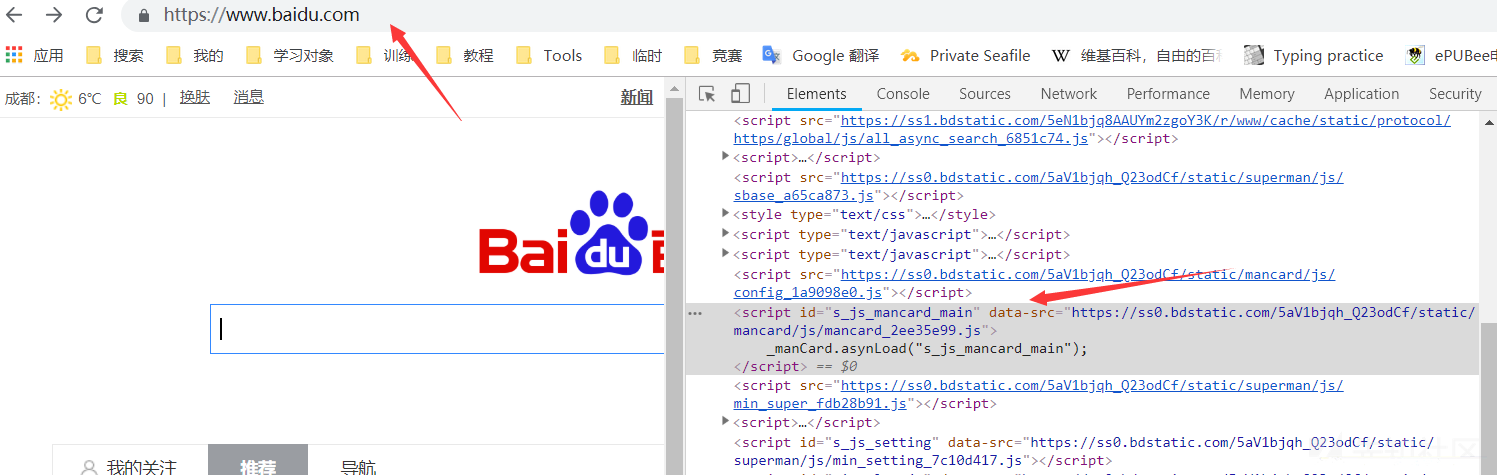 https://www.baidu.com
应用 搜索 我的 学习对象 训练 教程 Tools 临时 竞赛 Google 翻译 Private Seafile 维基百科，自由的百 Typing practice ePUBee电
成都： 6℃ 良 90 | 换肤 消息 新闻
Elements Console Sources Network Performance Memory Application Security
<script src="https://ss1.bdstatic.com/5eN1bjq8AAUYm2zgoY3K/r/www/cache/static/protocol/
https/global/js/all_async_search_6851c74.js"></script>
<script>…</script>
<script src="https://ss0.bdstatic.com/5aV1bjqh_Q23odCf/static/superman/js/
sbase_a65ca873.js"></script>
<style type="text/css">…</style>
<script type="text/javascript">…</script>
<script type="text/javascript">…</script>
<script src="https://ss0.bdstatic.com/5aV1bjqh_Q23odCf/static/mancard/js/
config_1a9098e0.js"></script>
<script id="s_js_mancard_main" data-src="https://ss0.bdstatic.com/5aV1bjqh_Q23odCf/static/
mancard/js/mancard_2ee35e99.js">
_manCard.asynLoad("s_js_mancard_main");
</script> == $0
<script src="https://ss0.bdstatic.com/5aV1bjqh_Q23odCf/static/superman/js/
min_super_fdb28b91.js"></script>
<script>…</script>
<script id="s_js_setting" data-src="https://ss0.bdstatic.com/5aV1bjqh_Q23odCf/static/
superman/js/min_setting_7c10d417.js"></script>
Bai du
我的关注 推荐 导航